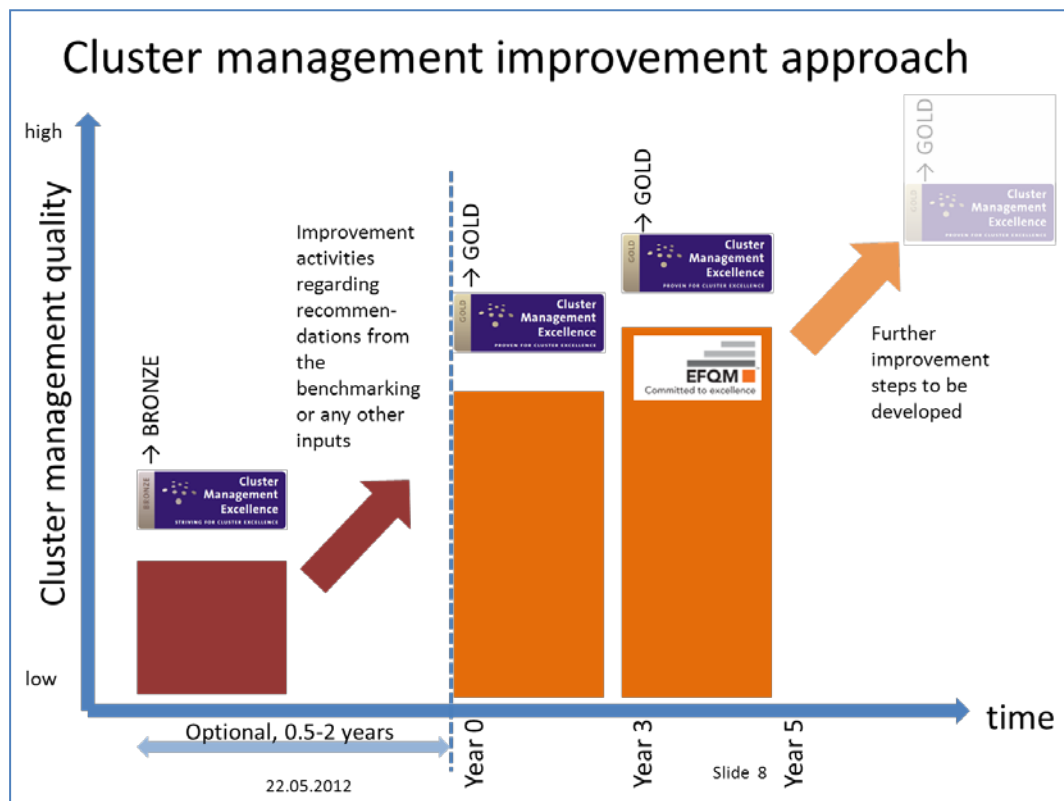 Cluster management improvement approach
high
Cluster management quality
low
→ BRONZE
BRONZE
Cluster
Management
Excellence
STRIVING FOR CLUSTER EXCELLENCE
Improvement
activities
regarding
recommen-
dations from
the
benchmarking
or any other
inputs
→ GOLD
GOLD
Cluster
Management
Excellence
PROVEN FOR CLUSTER EXCELLENCE
→ GOLD
GOLD
Cluster
Management
Excellence
PROVEN FOR CLUSTER EXCELLENCE
EFQM
Committed to excellence
→ GOLD
GOLD
Cluster
Management
Excellence
PROVEN FOR CLUSTER EXCELLENCE
Further
improvement
steps to be
developed
Optional, 0.5-2 years
Year 0
Year 3
Year 5
time
22.05.2012
Slide 8